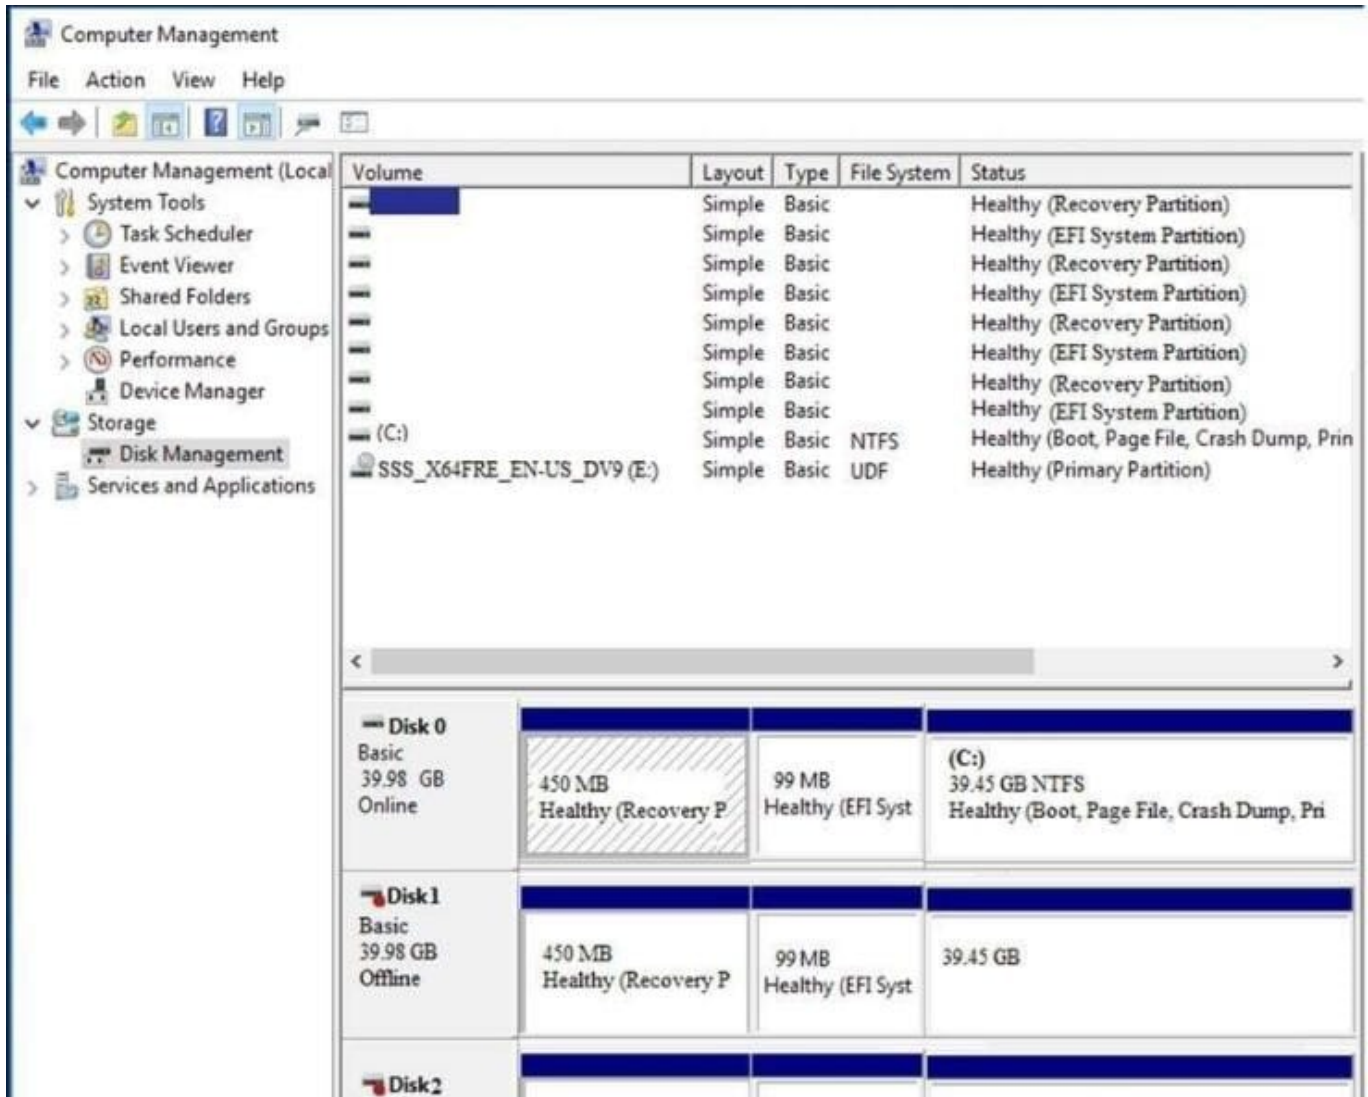 Computer Management
File Action View Help
Computer Management (Local
System Tools
Task Scheduler
Event Viewer
Shared Folders
Local Users and Groups
Performance
Device Manager
Storage
Disk Management
Services and Applications
Volume Layout Type File System Status
Simple Basic Healthy (Recovery Partition)
Simple Basic Healthy (EFI System Partition)
Simple Basic Healthy (Recovery Partition)
Simple Basic Healthy (EFI System Partition)
Simple Basic Healthy (Recovery Partition)
Simple Basic Healthy (EFI System Partition)
Simple Basic Healthy (Recovery Partition)
Simple Basic Healthy (EFI System Partition)
(C:) Simple Basic NTFS Healthy (Boot, Page File, Crash Dump, Prin
SSS_X64FRE_EN-US_DV9 (E:) Simple Basic UDF Healthy (Primary Partition)
Disk 0
Basic
39.98 GB
Online
450 MB
Healthy (Recovery P
99 MB
Healthy (EFI Syst
(C:)
39.45 GB NTFS
Healthy (Boot, Page File, Crash Dump, Pri
Disk1
Basic
39.98 GB
Offline
450 MB
Healthy (Recovery P
99 MB
Healthy (EFI Syst
39.45 GB
Disk2